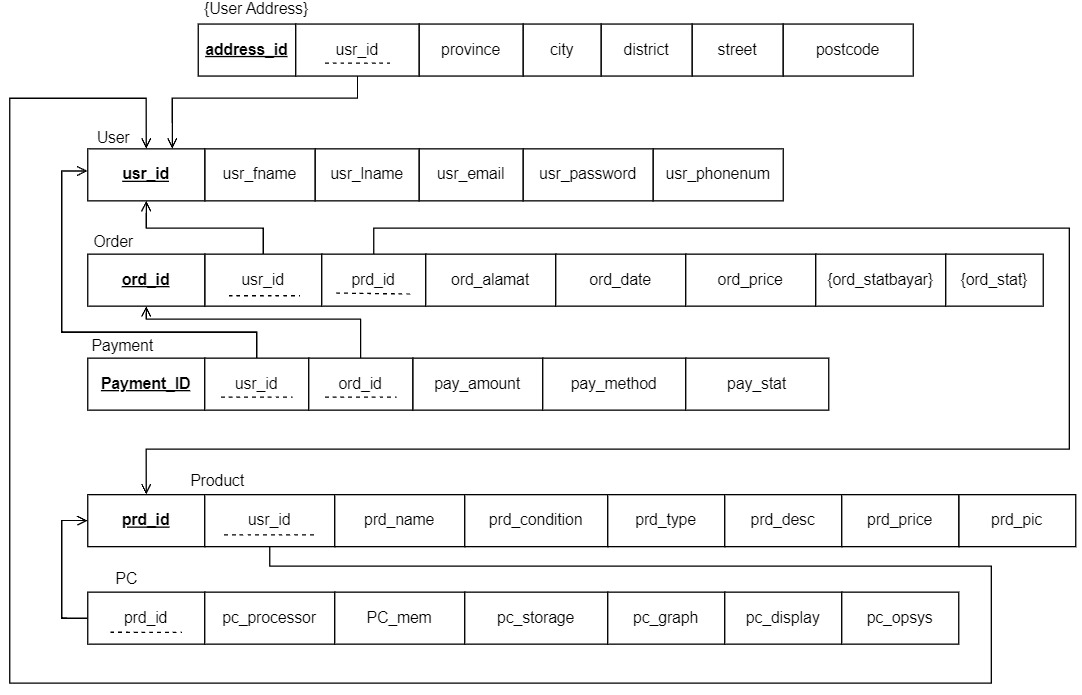 {User Address}
address_id usr_id province city district street postcode
User
usr_id usr_fname usr_lname usr_email usr_password usr_phonenum
Order
ord_id usr_id prd_id ord_alamat ord_date ord_price {ord_statbayar} {ord_stat}
Payment
Payment_ID usr_id ord_id pay_amount pay_method pay_stat
Product
prd_id usr_id prd_name prd_condition prd_type prd_desc prd_price prd_pic
PC
prd_id pc_processor PC_mem pc_storage pc_graph pc_display pc_opsys